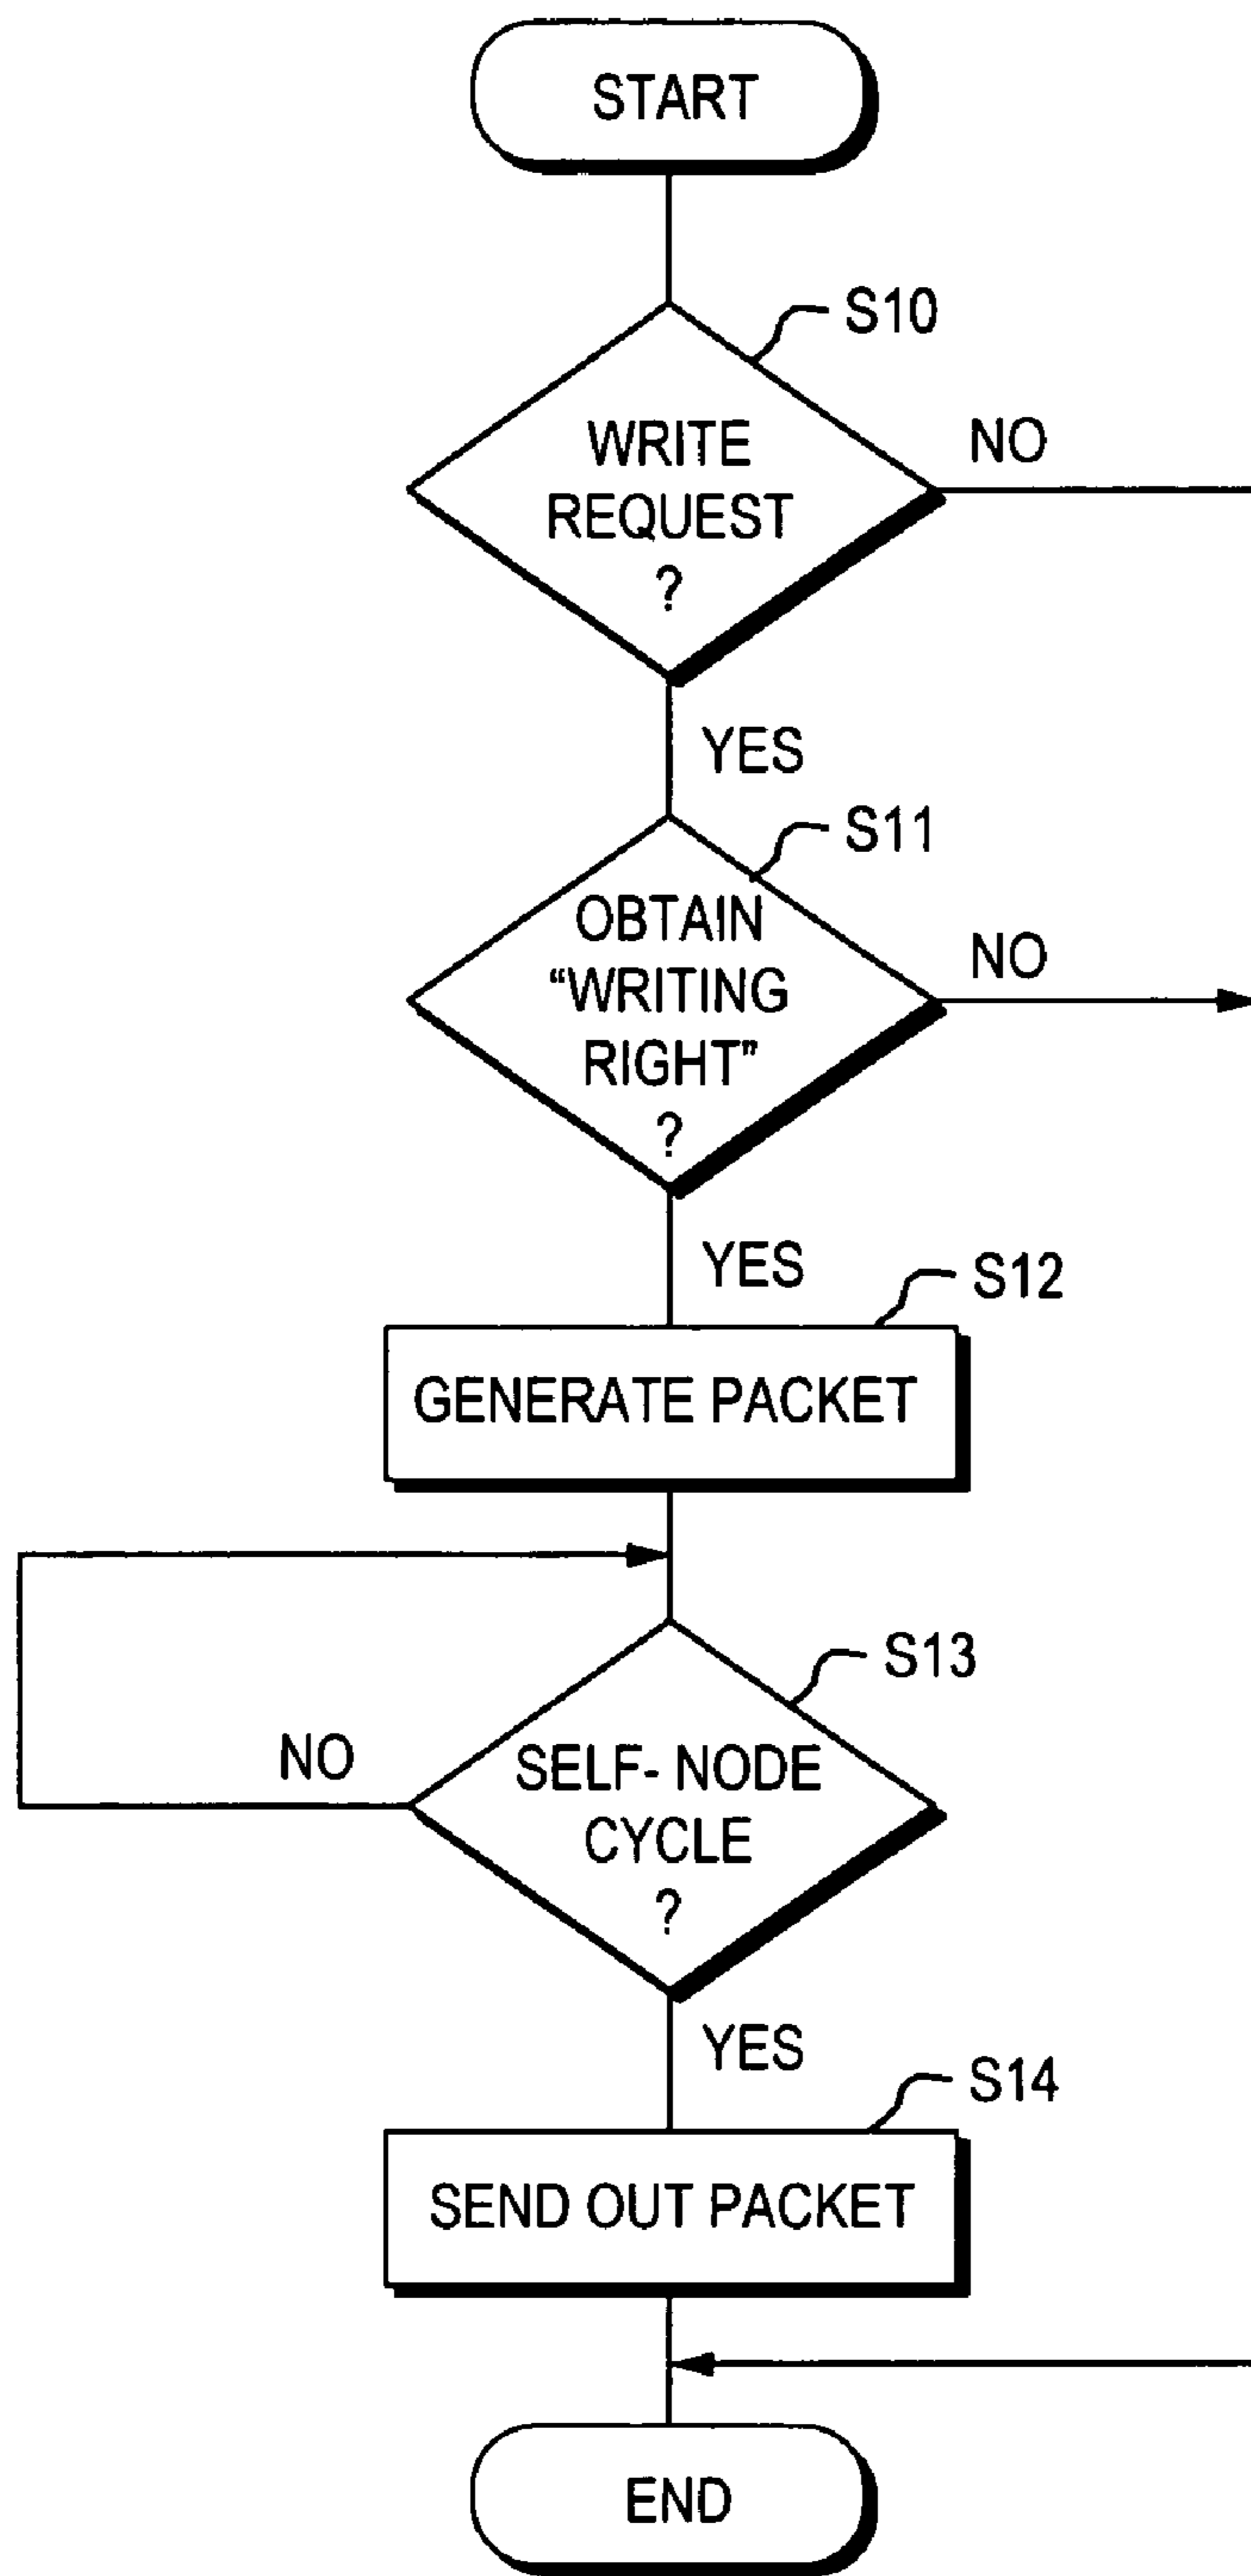 START
S10
WRITE
REQUEST
?
NO
YES
S11
OBTAIN
“WRITING
RIGHT”
?
NO
YES
S12
GENERATE PACKET
S13
NO
SELF- NODE
CYCLE
?
YES
S14
SEND OUT PACKET
END